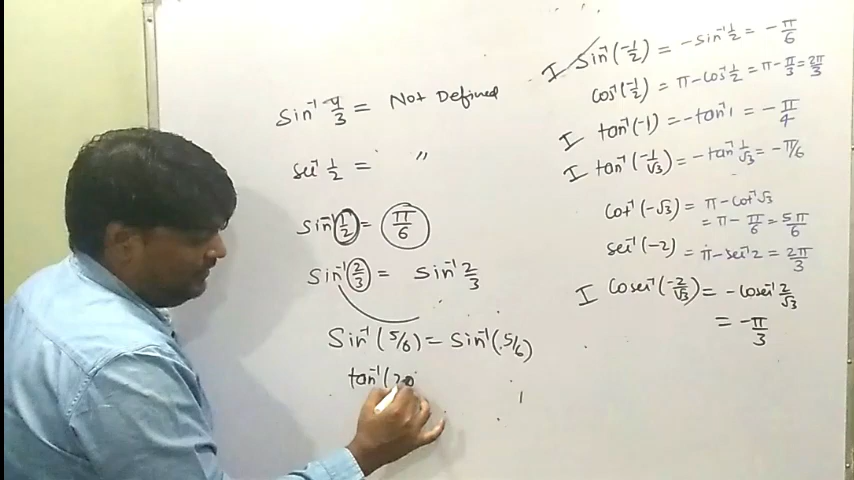 Sin⁻¹ 4/3 = Not Defined
sec⁻¹ 1/2 = "
sin⁻¹ 1/2 = π/6
Sin⁻¹ 2/3 = Sin⁻¹ 2/3
Sin⁻¹ (5/6) = Sin⁻¹ (5/6)
tan⁻¹ (20
I Sin⁻¹ (-1/2) = -sin⁻¹ 1/2 = -π/6
cos⁻¹ (-1/2) = π - cos⁻¹ 1/2 = π - π/3 = 2π/3
I tan⁻¹ (-1) = -tan⁻¹ 1 = -π/4
I tan⁻¹ (-1/√3) = -tan⁻¹ 1/√3 = -π/6
cot⁻¹ (-√3) = π - cot⁻¹ √3
= π - π/6 = 5π/6
sec⁻¹ (-2) = π - sec⁻¹ 2 = 2π/3
I Cosec⁻¹ (-2/√3) = - cosec⁻¹ 2/√3
= -π/3